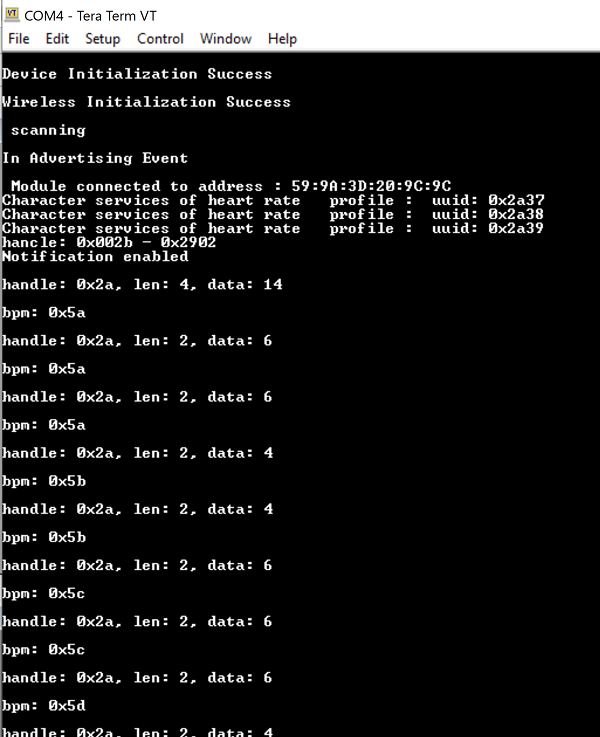 COM4 - Tera Term VT
File Edit Setup Control Window Help
Device Initialization Success
Wireless Initialization Success
scanning
In Advertising Event
Module connected to address : 59:9A:3D:20:9C:9C
Character services of heart rate profile : uuid: 0x2a37
Character services of heart rate profile : uuid: 0x2a38
Character services of heart rate profile : uuid: 0x2a39
hancle: 0x002b - 0x2902
Notification enabled
handle: 0x2a, len: 4, data: 14
bpm: 0x5a
handle: 0x2a, len: 2, data: 6
bpm: 0x5a
handle: 0x2a, len: 2, data: 6
bpm: 0x5a
handle: 0x2a, len: 2, data: 4
bpm: 0x5b
handle: 0x2a, len: 2, data: 4
bpm: 0x5b
handle: 0x2a, len: 2, data: 6
bpm: 0x5c
handle: 0x2a, len: 2, data: 6
bpm: 0x5c
handle: 0x2a, len: 2, data: 6
bpm: 0x5d
handle: 0x2a, len: 2, data: 4